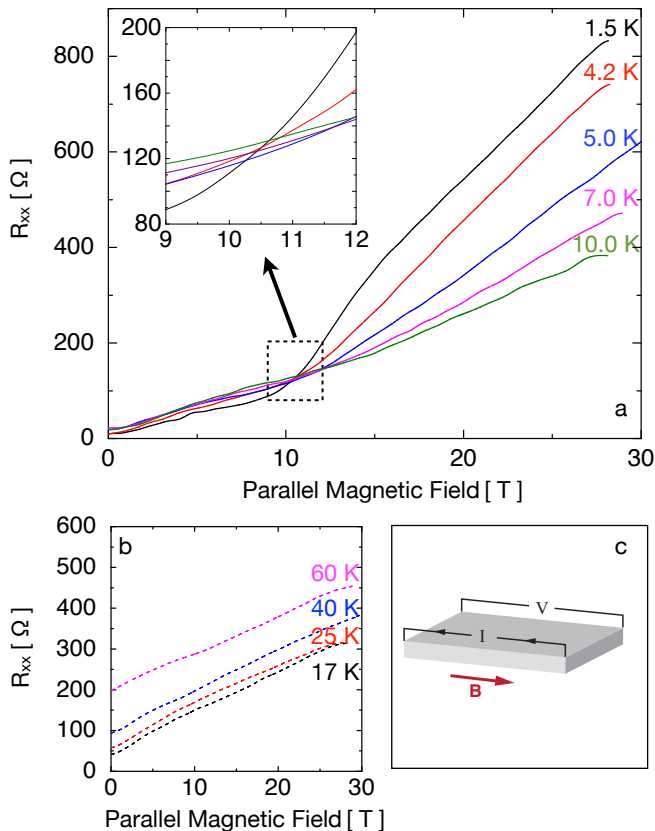 R_xx [ Ω ]
800
600
400
200
0
0
10
20
30
Parallel Magnetic Field [ T ]
1.5 K
4.2 K
5.0 K
7.0 K
10.0 K
a
200
160
120
80
9
10
11
12
b
R_xx [ Ω ]
600
500
400
300
200
100
0
60 K
40 K
25 K
17 K
0
10
20
30
Parallel Magnetic Field [ T ]
c
V
I
B